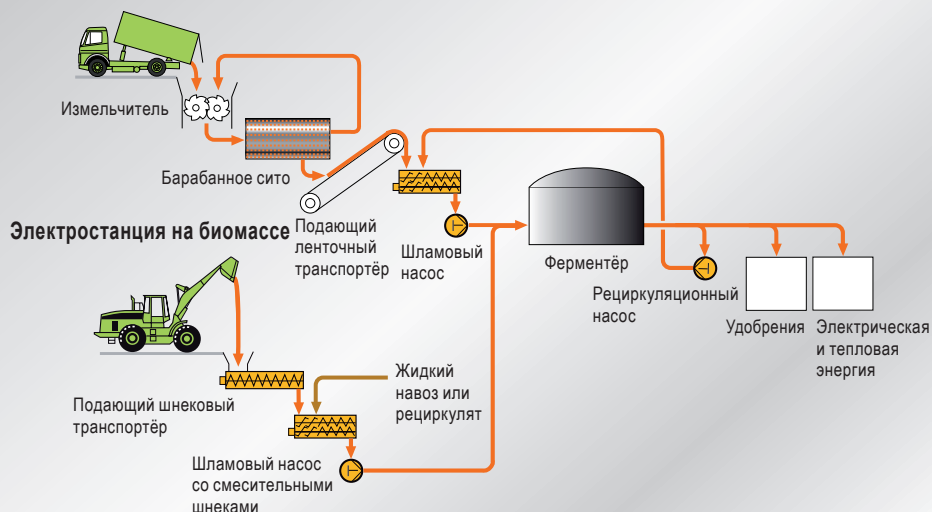 Измельчитель
Барабанное сито
Электростанция на биомассе
Подающий
ленточный
транспортёр
Шламовый
насос
Ферментёр
Рециркуляционный
насос
Удобрения
Электрическая
и тепловая
энергия
Подающий шнековый
транспортёр
Жидкий
навоз или
рециркулят
Шламовый насос
со смесительными
шнеками